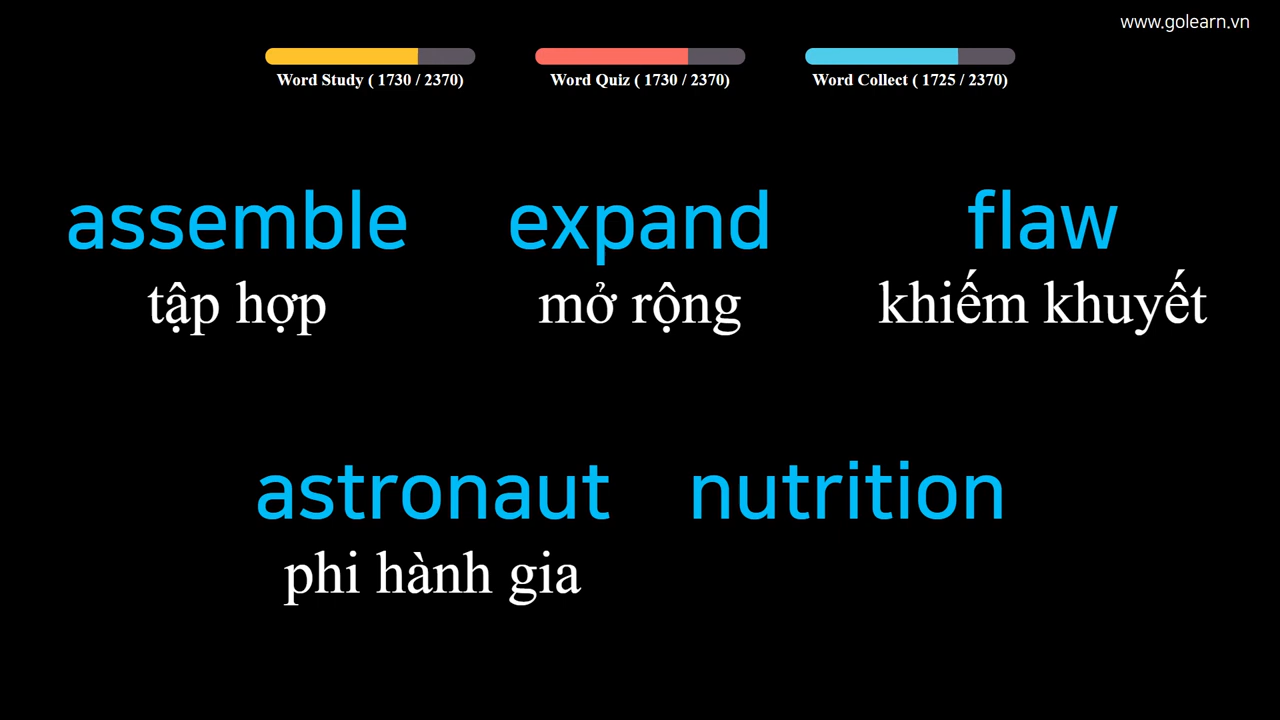 www.golearn.vn
Word Study ( 1730 / 2370)
Word Quiz ( 1730 / 2370)
Word Collect ( 1725 / 2370)
assemble expand flaw
tập hợp mở rộng khiếm khuyết
astronaut nutrition
phi hành gia